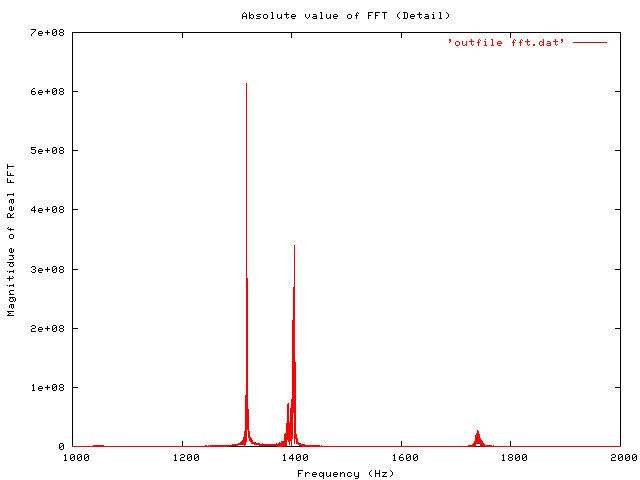 Absolute value of FFT (Detail)
7e+08
'outfile fft.dat'
6e+08
5e+08
4e+08
3e+08
2e+08
1e+08
0
Magnitidue of Real FFT
1000 1200 1400 1600 1800 2000
Frequency (Hz)